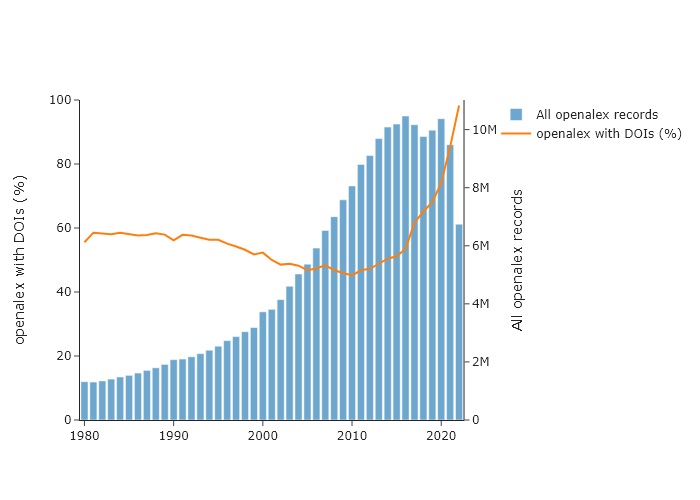 All openalex records
openalex with DOIs (%)
100
80
60
40
20
0
openalex with DOIs (%)
10M
8M
6M
4M
2M
0
All openalex records
1980
1990
2000
2010
2020